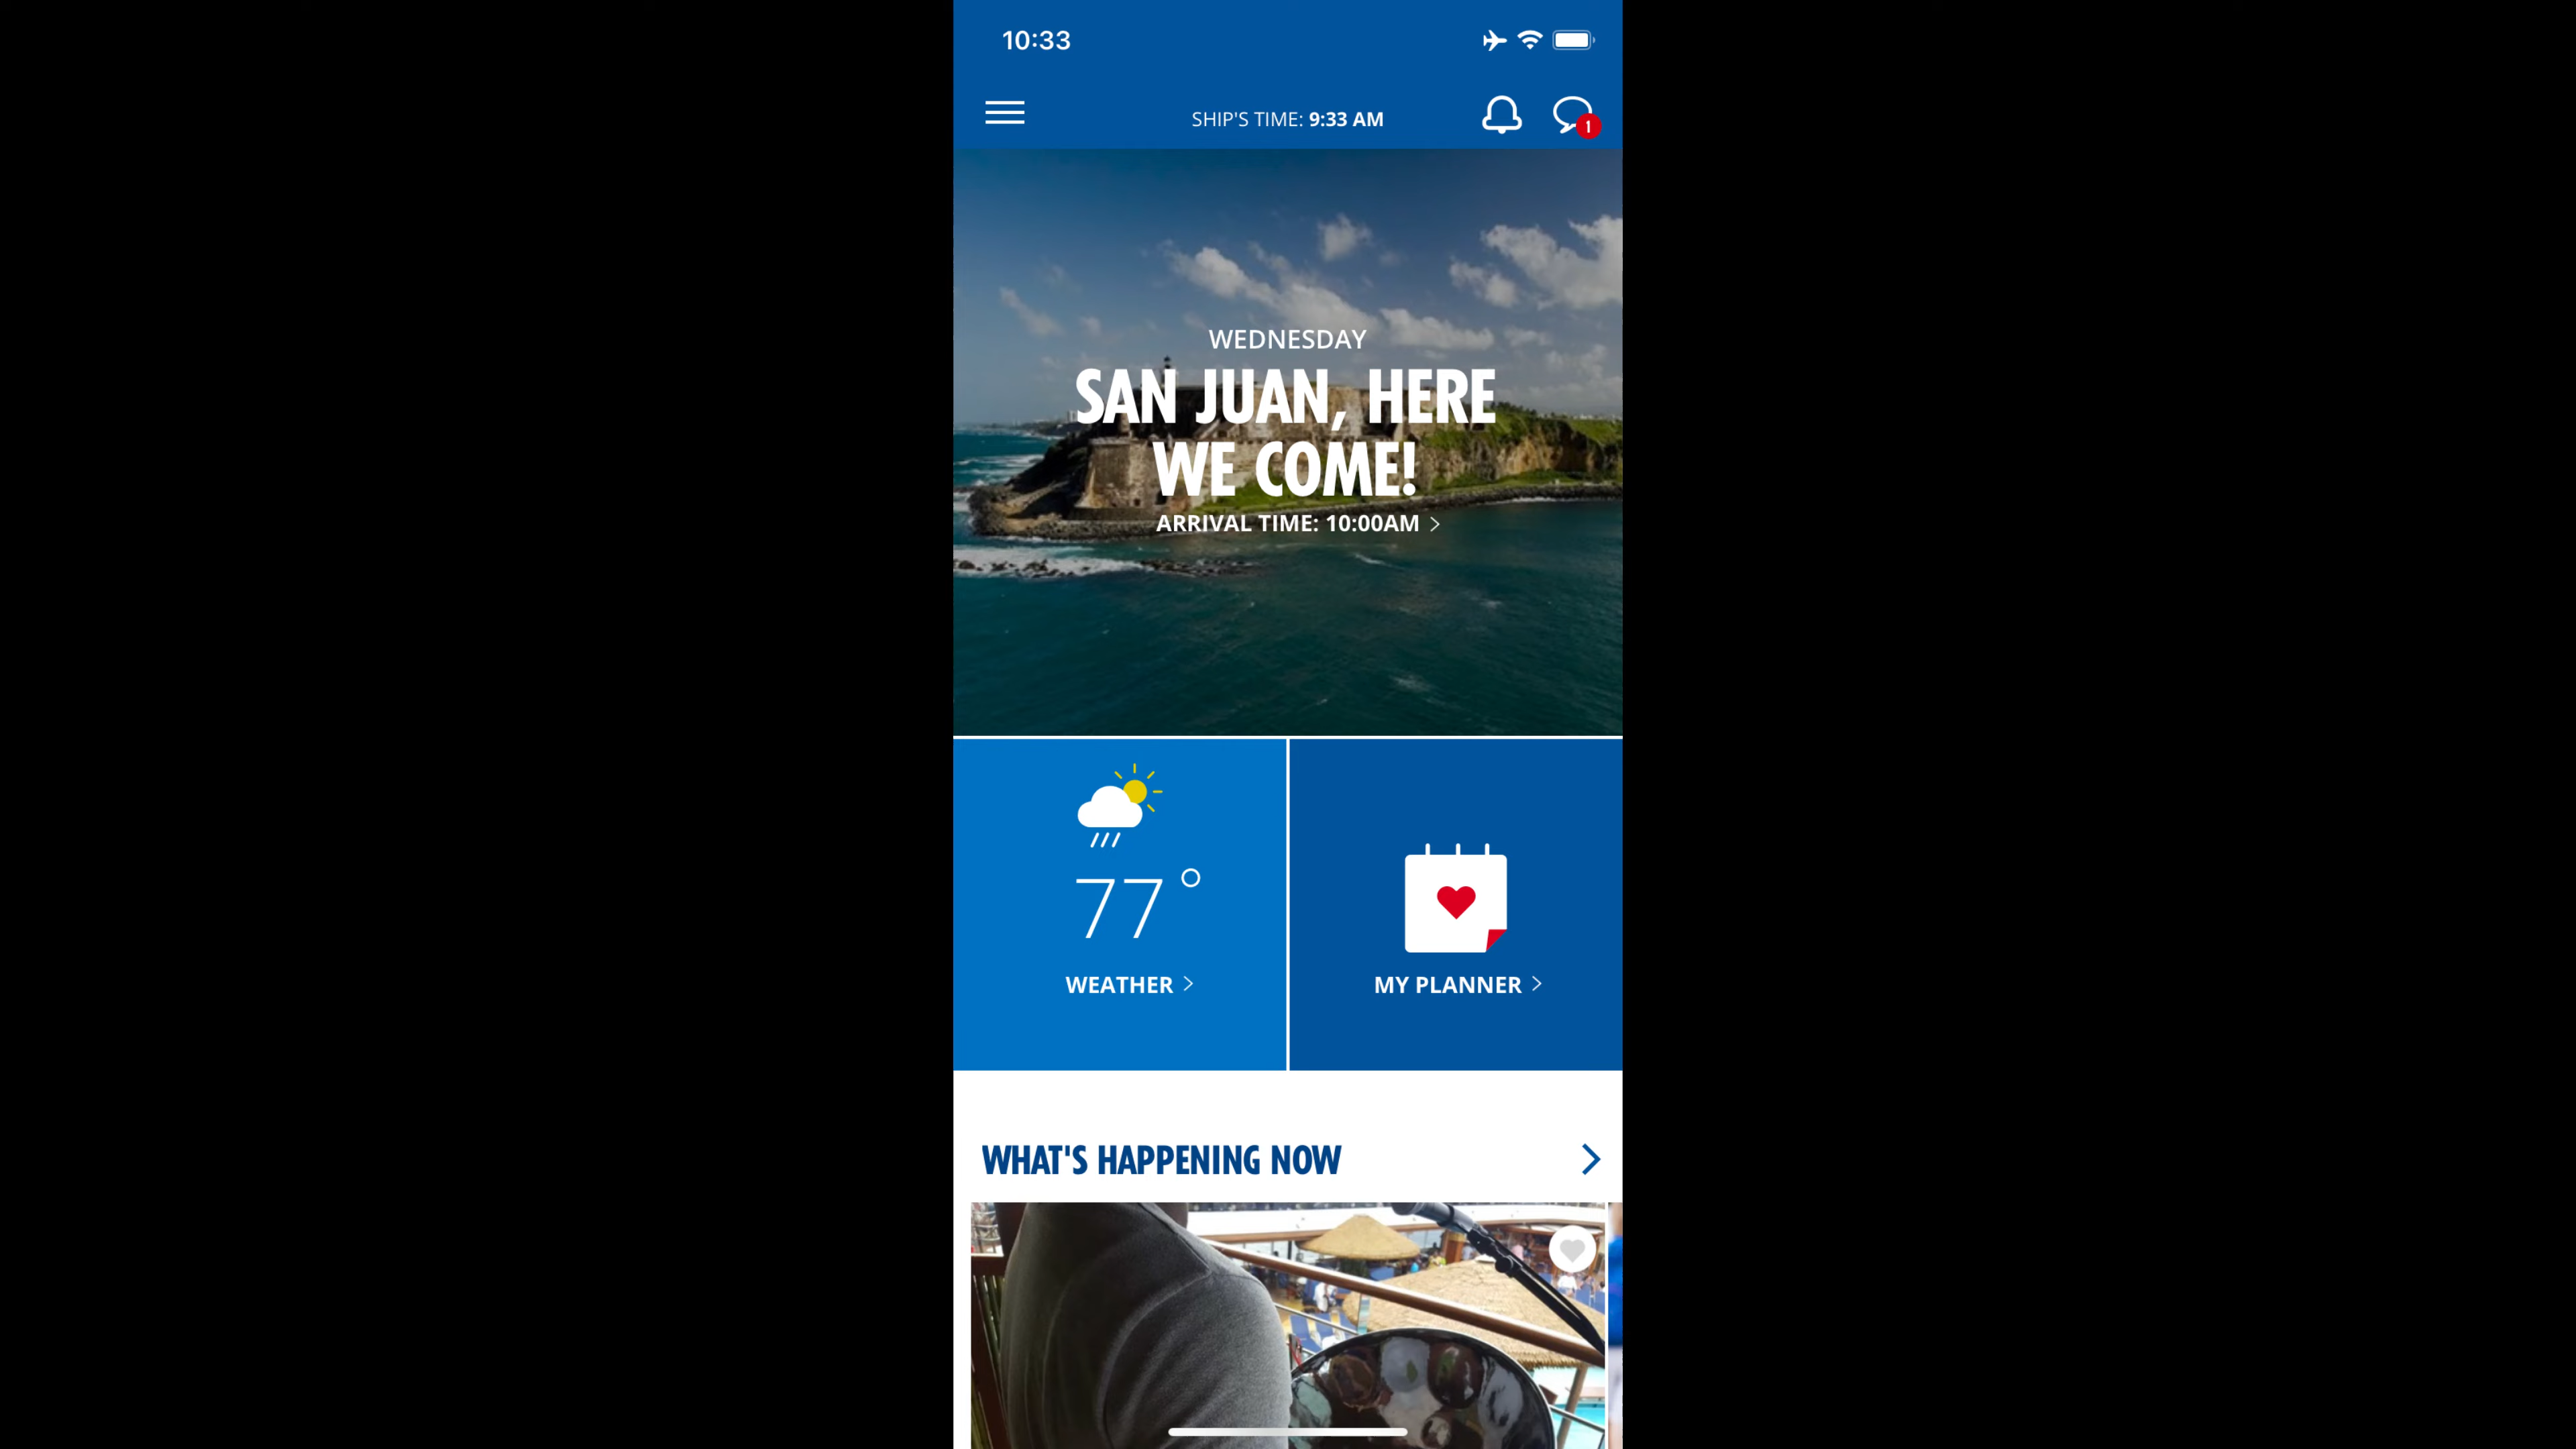 10:33
SHIP'S TIME: 9:33 AM
1
WEDNESDAY
SAN JUAN, HERE
WE COME!
ARRIVAL TIME: 10:00AM
77°
WEATHER
MY PLANNER
WHAT'S HAPPENING NOW